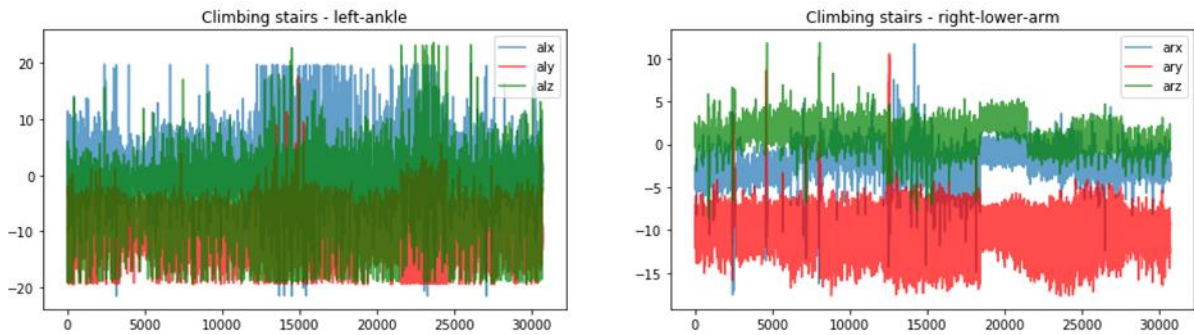 Climbing stairs - left-ankle
20
10
0
−10
−20
0 5000 10000 15000 20000 25000 30000
alx
aly
alz
Climbing stairs - right-lower-arm
10
5
0
−5
−10
−15
0 5000 10000 15000 20000 25000 30000
arx
ary
arz